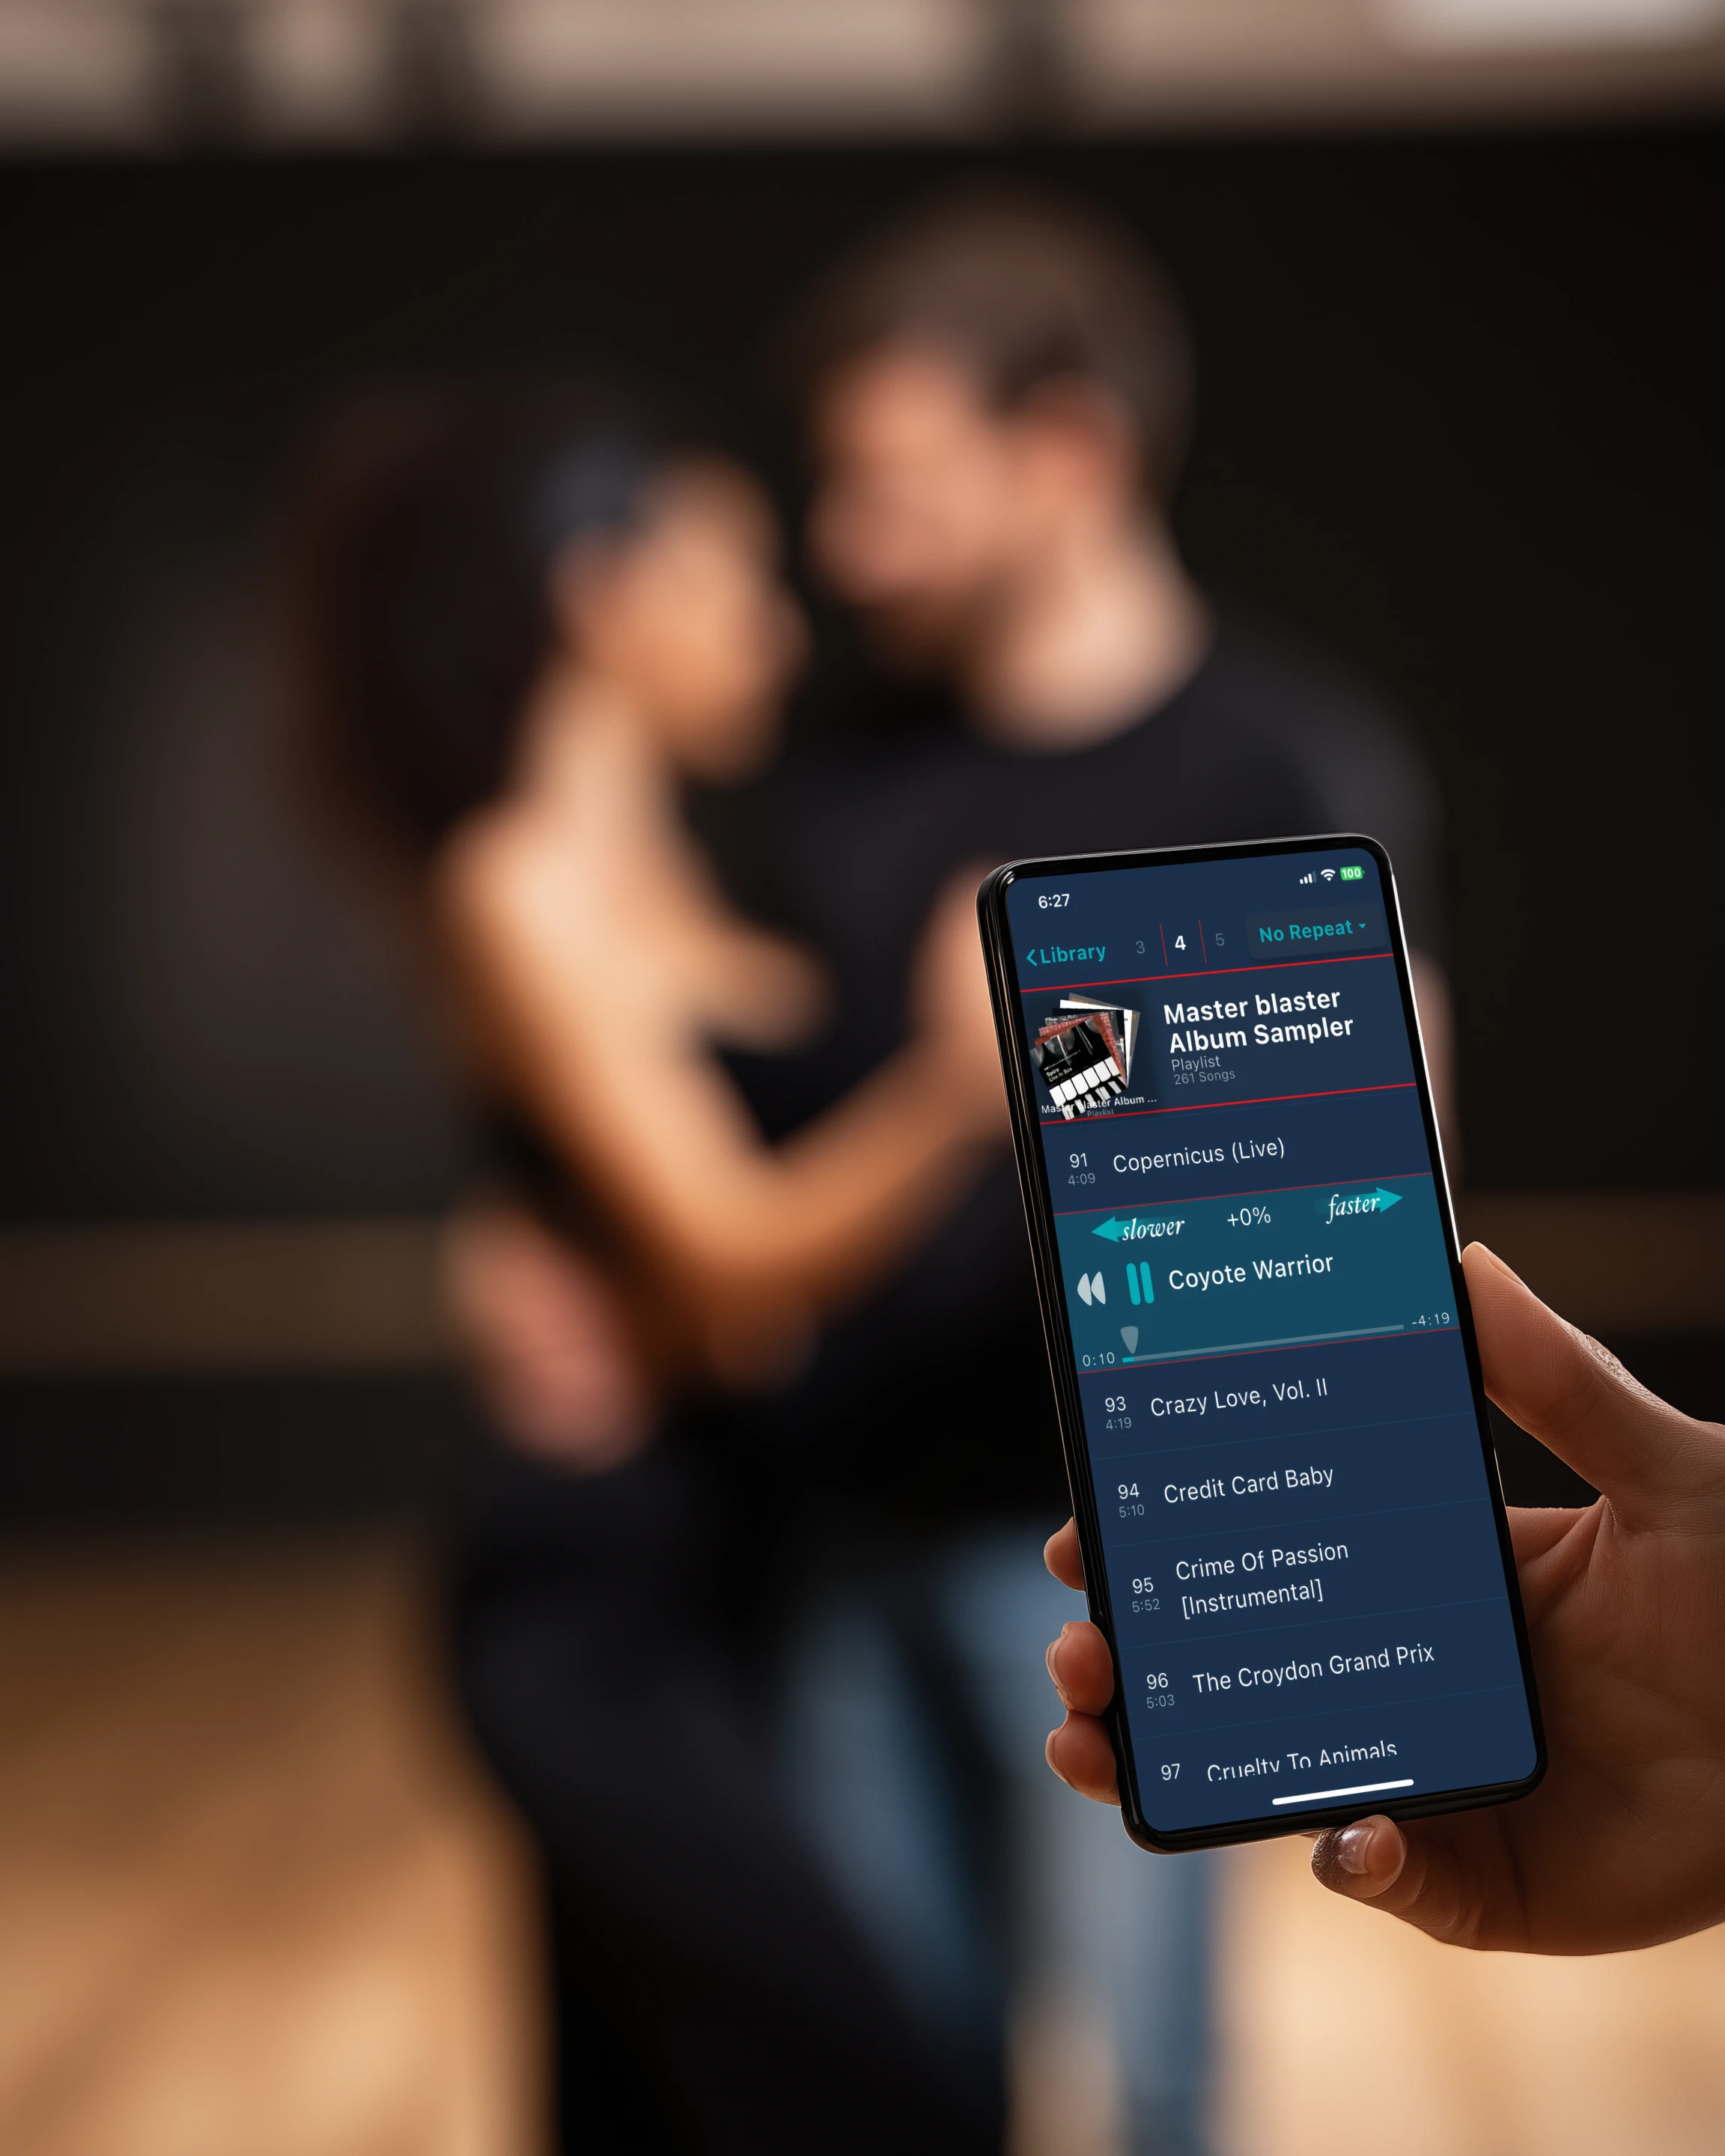 6:27
100
Library
3
4
5
No Repeat
Master blaster
Album Sampler
Playlist
261 Songs
Master blaster Album ...
Playlist
91
4:09
Copernicus (Live)
slower
+0%
faster
Coyote Warrior
0:10
-4:19
93
4:19
Crazy Love, Vol. II
94
5:10
Credit Card Baby
95
5:52
Crime Of Passion
[Instrumental]
96
5:03
The Croydon Grand Prix
97
Cruelty To Animals